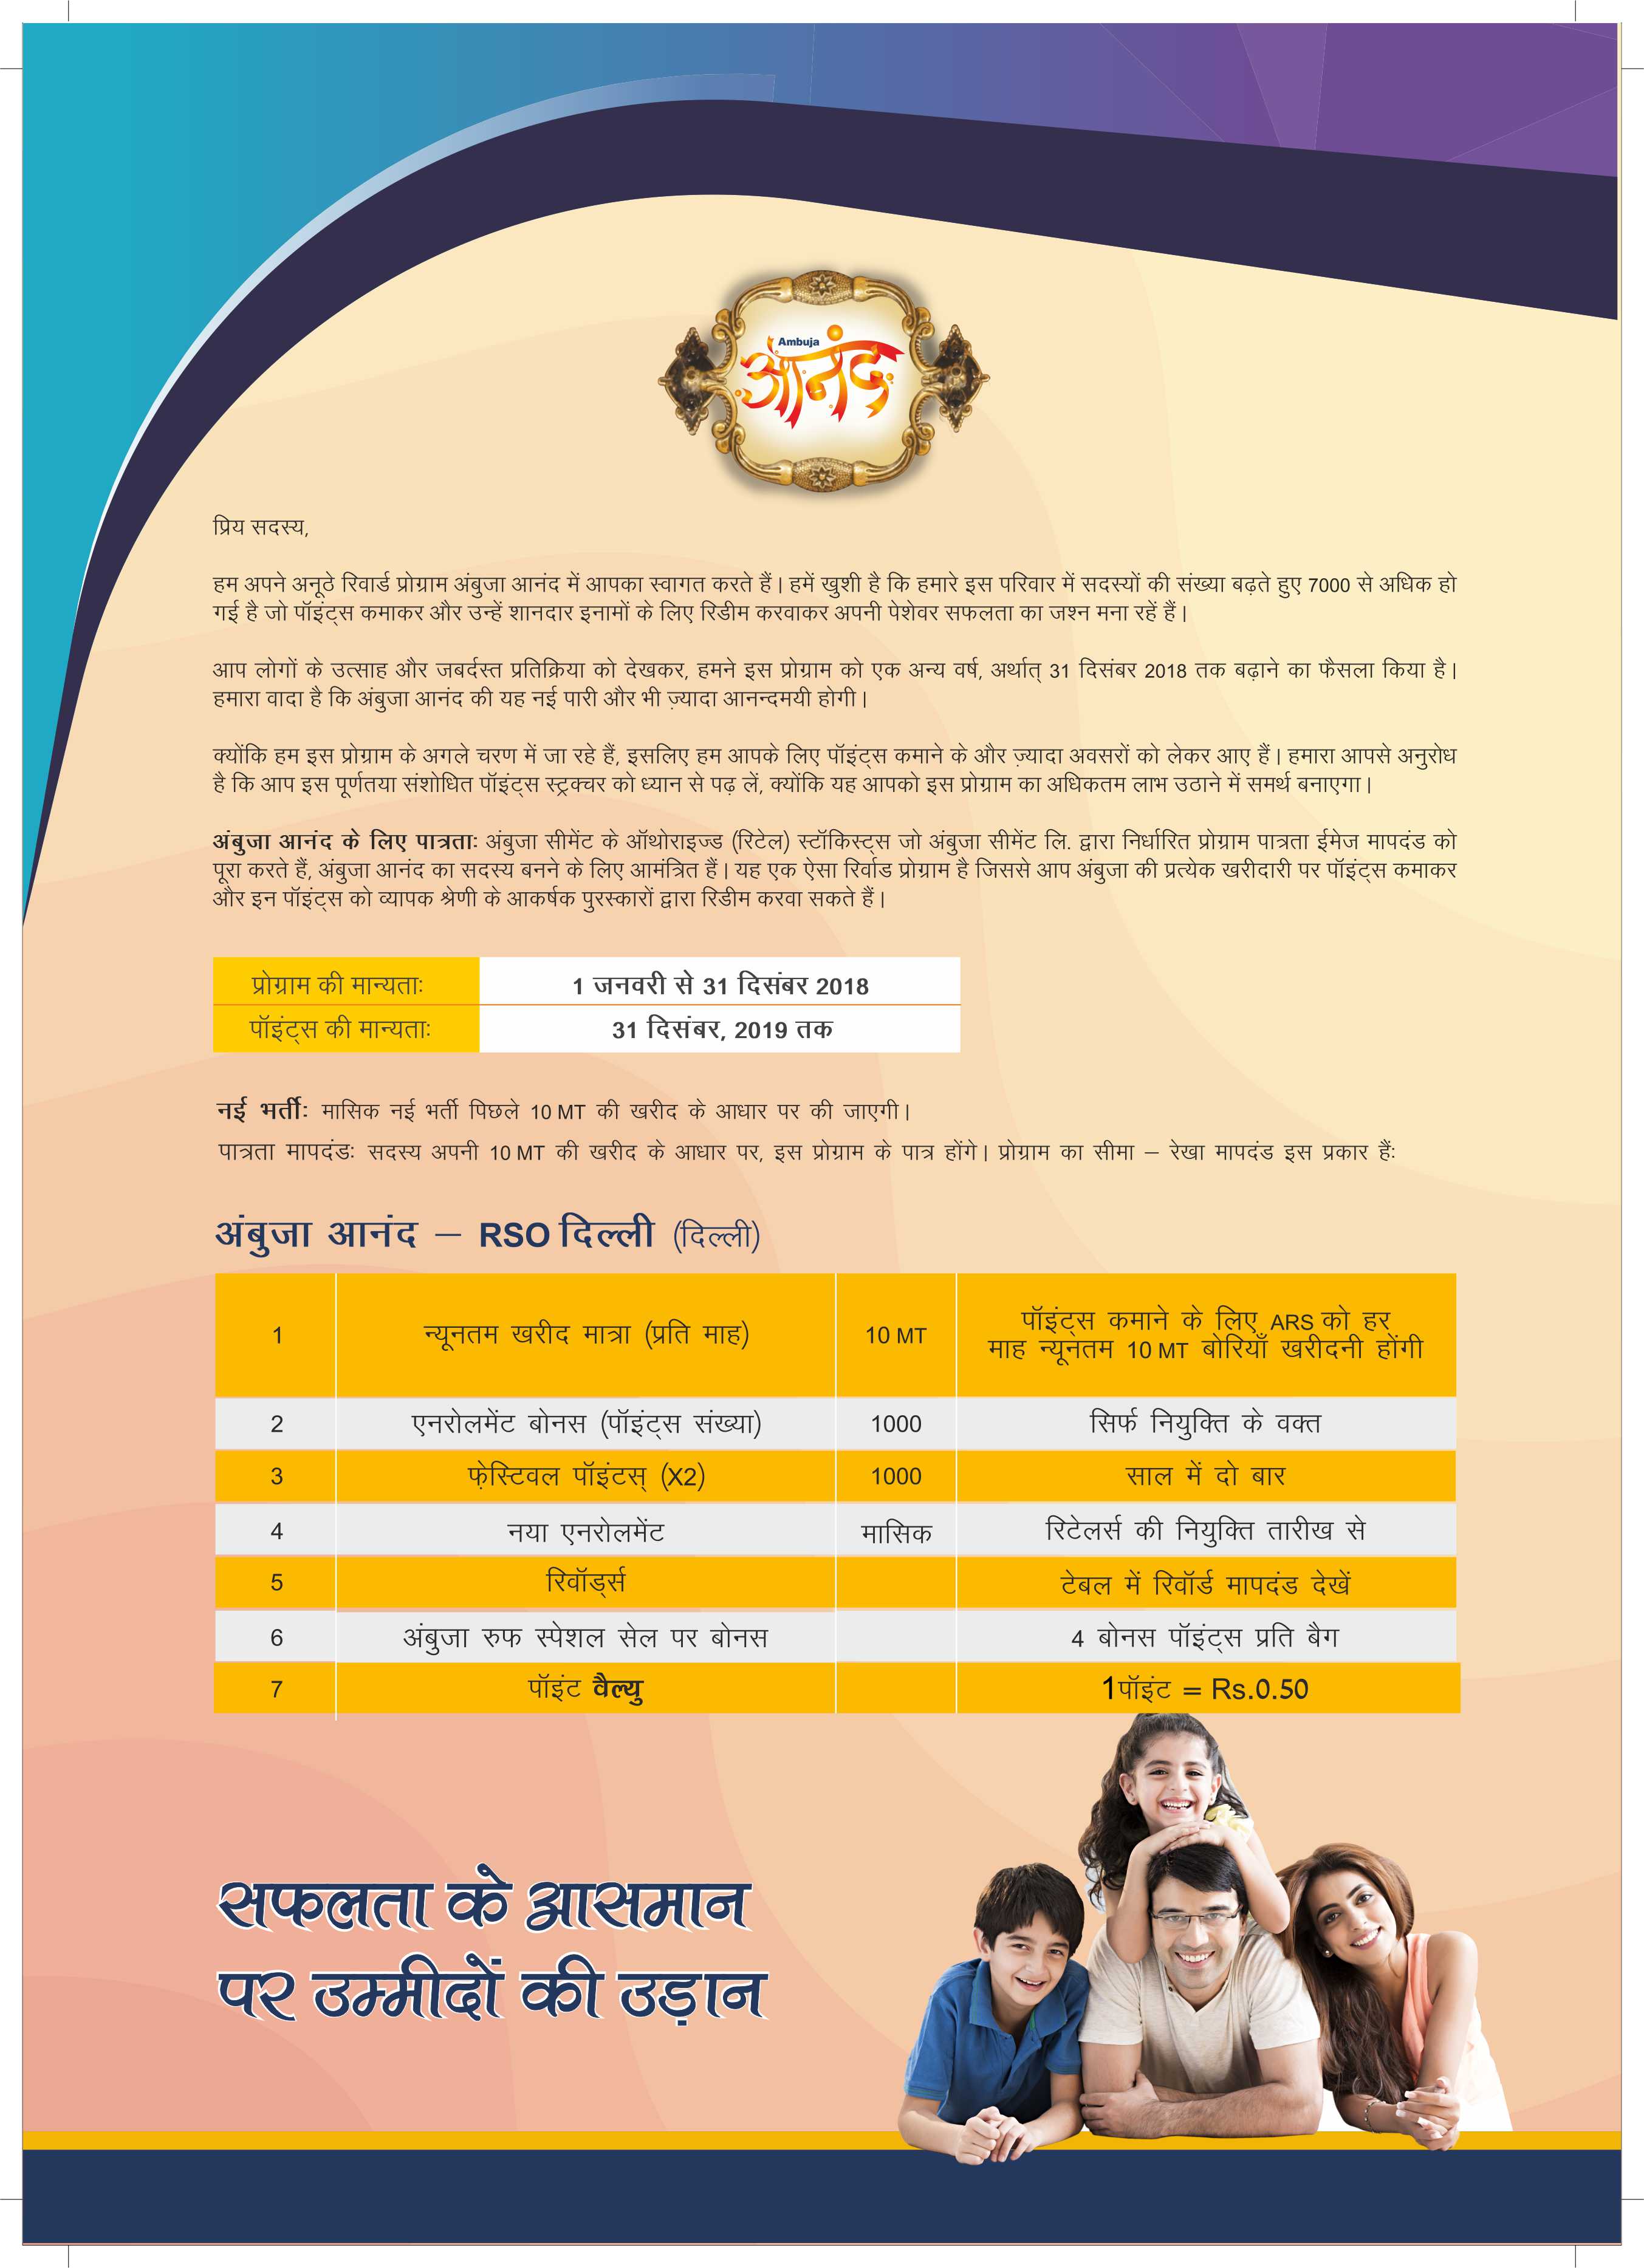 Ambuja
आनंद
प्रिय सदस्य,
हम अपने अनूठे रिवार्ड प्रोग्राम अंबुजा आनंद में आपका स्वागत करते हैं। हमें खुशी है कि हमारे इस परिवार में सदस्यों की संख्या बढ़ते हुए 7000 से अधिक हो
गई है जो पॉइंट्स कमाकर और उन्हें शानदार इनामों के लिए रिडीम करवाकर अपनी पेशेवर सफलता का जश्न मना रहें हैं।
आप लोगों के उत्साह और जबर्दस्त प्रतिक्रिया को देखकर, हमने इस प्रोग्राम को एक अन्य वर्ष, अर्थात् 31 दिसंबर 2018 तक बढ़ाने का फैसला किया है।
हमारा वादा है कि अंबुजा आनंद की यह नई पारी और भी ज़्यादा आनन्दमयी होगी।
क्योंकि हम इस प्रोग्राम के अगले चरण में जा रहे हैं, इसलिए हम आपके लिए पॉइंट्स कमाने के और ज़्यादा अवसरों को लेकर आए हैं। हमारा आपसे अनुरोध
है कि आप इस पूर्णतया संशोधित पॉइंट्स स्ट्रक्चर को ध्यान से पढ़ लें, क्योंकि यह आपको इस प्रोग्राम का अधिकतम लाभ उठाने में समर्थ बनाएगा।
अंबुजा आनंद के लिए पात्रताः अंबुजा सीमेंट के ऑथोराइज्ड (रिटेल) स्टॉकिस्ट्स जो अंबुजा सीमेंट लि. द्वारा निर्धारित प्रोग्राम पात्रता ईमेज मापदंड को
पूरा करते हैं, अंबुजा आनंद का सदस्य बनने के लिए आमंत्रित हैं। यह एक ऐसा रिर्वाड प्रोग्राम है जिससे आप अंबुजा की प्रत्येक खरीदारी पर पॉइंट्स कमाकर
और इन पॉइंट्स को व्यापक श्रेणी के आकर्षक पुरस्कारों द्वारा रिडीम करवा सकते हैं।
प्रोग्राम की मान्यताः 1 जनवरी से 31 दिसंबर 2018
पॉइंट्स की मान्यताः 31 दिसंबर, 2019 तक
नई भर्तीः मासिक नई भर्ती पिछले 10 MT की खरीद के आधार पर की जाएगी।
पात्रता मापदंडः सदस्य अपनी 10 MT की खरीद के आधार पर, इस प्रोग्राम के पात्र होंगे। प्रोग्राम का सीमा – रेखा मापदंड इस प्रकार हैंः
अंबुजा आनंद – RSO दिल्ली (दिल्ली)
1 न्यूनतम खरीद मात्रा (प्रति माह) 10 MT पॉइंट्स कमाने के लिए ARS को हर
माह न्यूनतम 10 MT बोरियाँ खरीदनी होंगी
2 एनरोलमेंट बोनस (पॉइंट्स संख्या) 1000 सिर्फ नियुक्ति के वक्त
3 फ़ेस्टिवल पॉइंटस् (X2) 1000 साल में दो बार
4 नया एनरोलमेंट मासिक रिटेलर्स की नियुक्ति तारीख से
5 रिवॉर्ड्स टेबल में रिवॉर्ड मापदंड देखें
6 अंबुजा रुफ स्पेशल सेल पर बोनस 4 बोनस पॉइंट्स प्रति बैग
7 पॉइंट वैल्यु 1पॉइंट = Rs.0.50
सफलता के आसमान
पर उम्मीदों की उड़ान